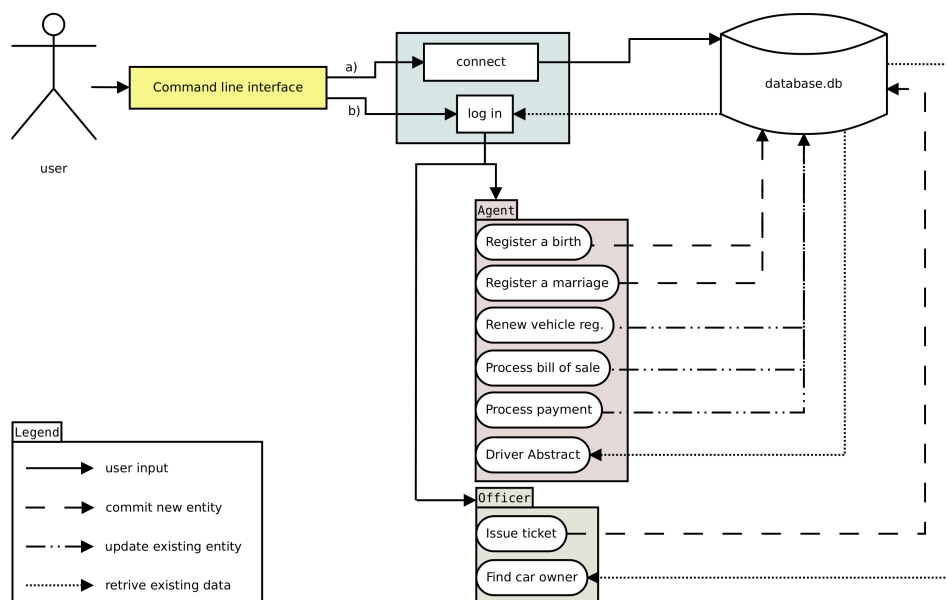 user
Command line interface
a)
b)
connect
log in
database.db
Agent
Register a birth
Register a marriage
Renew vehicle reg.
Process bill of sale
Process payment
Driver Abstract
Officer
Issue ticket
Find car owner
Legend
user input
commit new entity
update existing entity
retrive existing data